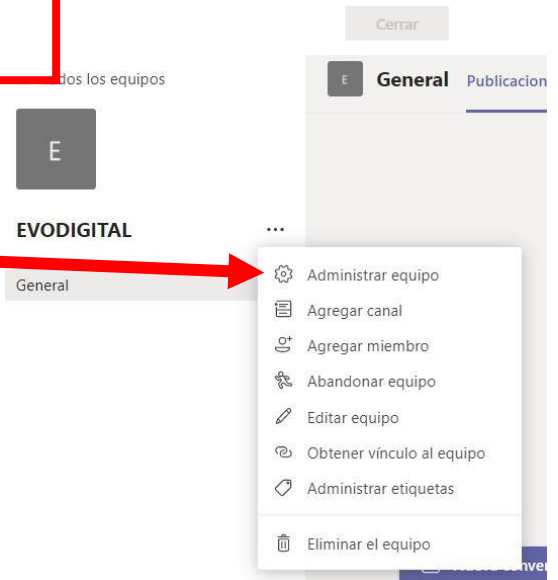 Cerrar
dos los equipos
E General Publicacion
E
EVODIGITAL ...
General
Administrar equipo
Agregar canal
Agregar miembro
Abandonar equipo
Editar equipo
Obtener vínculo al equipo
Administrar etiquetas
Eliminar el equipo